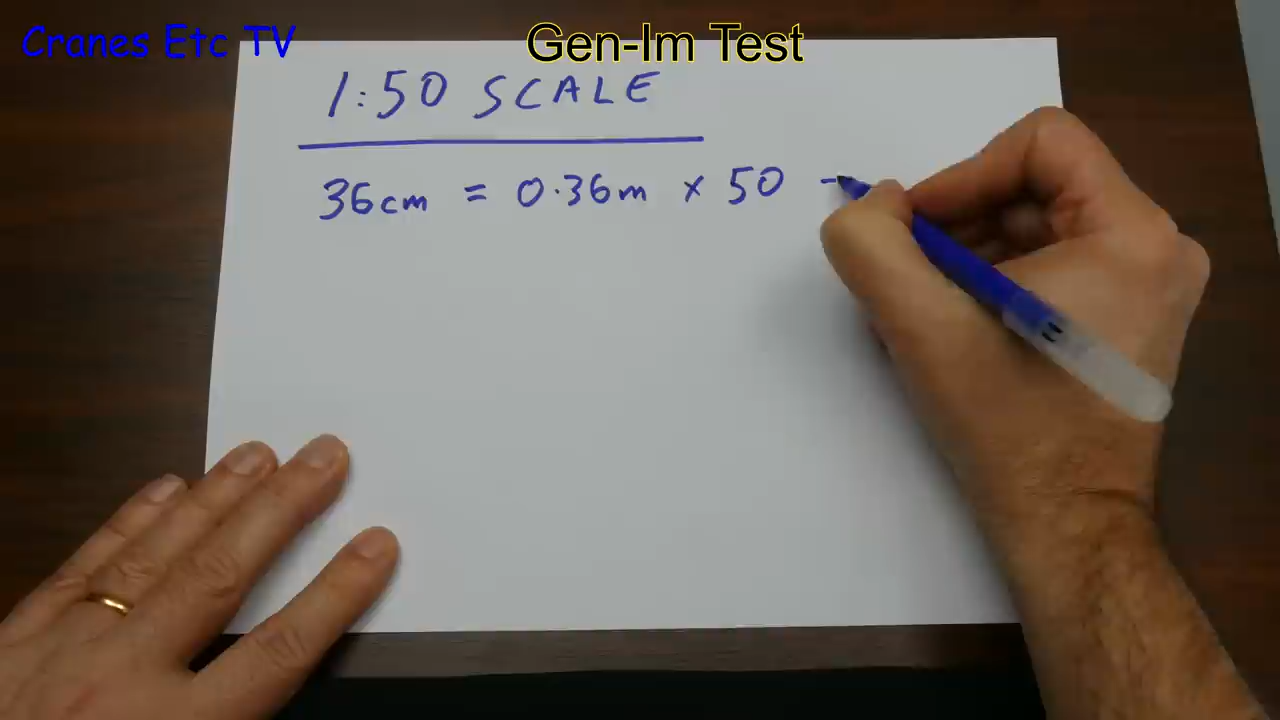 Cranes Etc TV
Gen-Im Test
1:50 SCALE
36cm = 0.36m × 50 -